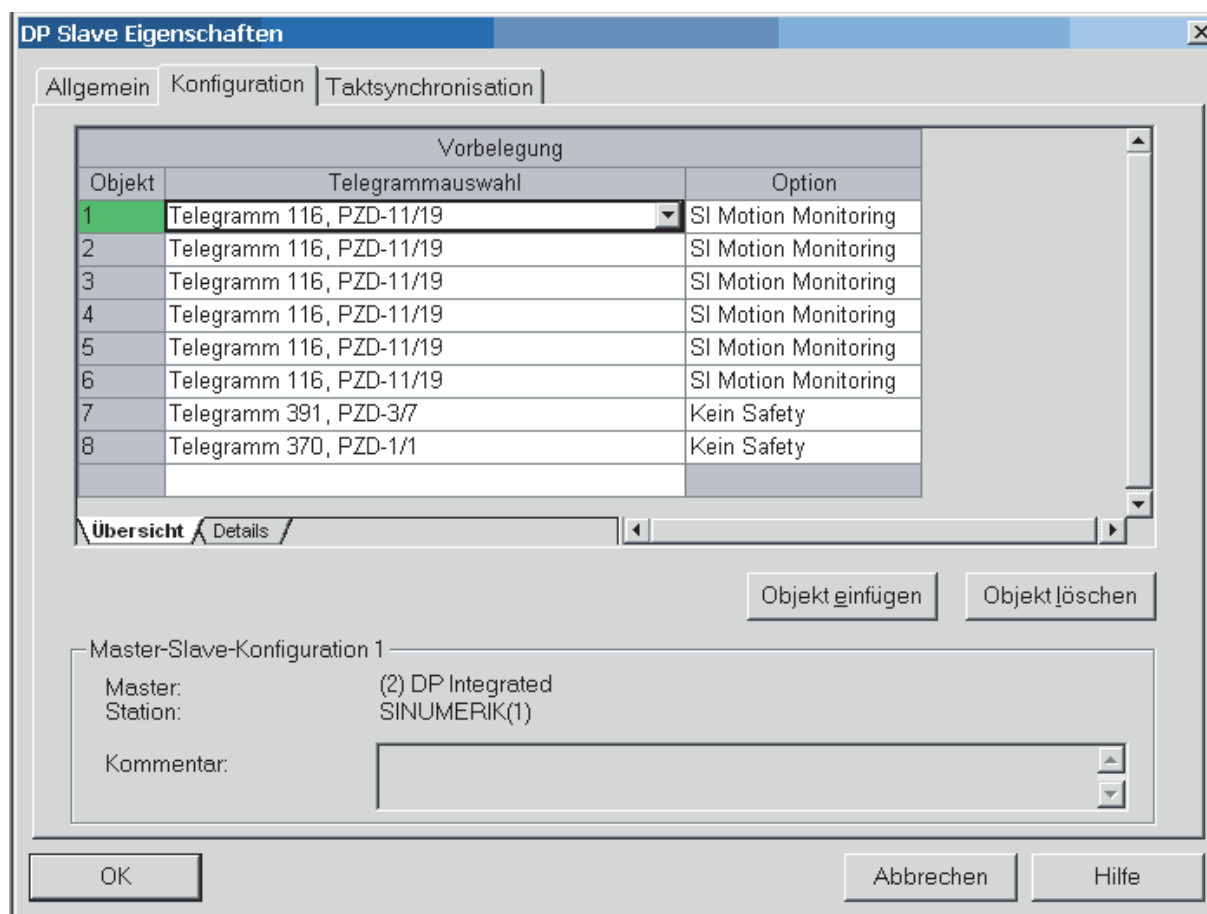 DP Slave Eigenschaften
Allgemein Konfiguration Taktsynchronisation
Vorbelegung
Objekt Telegrammauswahl Option
1 Telegramm 116, PZD-11/19 SI Motion Monitoring
2 Telegramm 116, PZD-11/19 SI Motion Monitoring
3 Telegramm 116, PZD-11/19 SI Motion Monitoring
4 Telegramm 116, PZD-11/19 SI Motion Monitoring
5 Telegramm 116, PZD-11/19 SI Motion Monitoring
6 Telegramm 116, PZD-11/19 SI Motion Monitoring
7 Telegramm 391, PZD-3/7 Kein Safety
8 Telegramm 370, PZD-1/1 Kein Safety
Übersicht Details
Objekt einfügen Objekt löschen
Master-Slave-Konfiguration 1
Master: (2) DP Integrated
Station: SINUMERIK(1)
Kommentar:
OK Abbrechen Hilfe